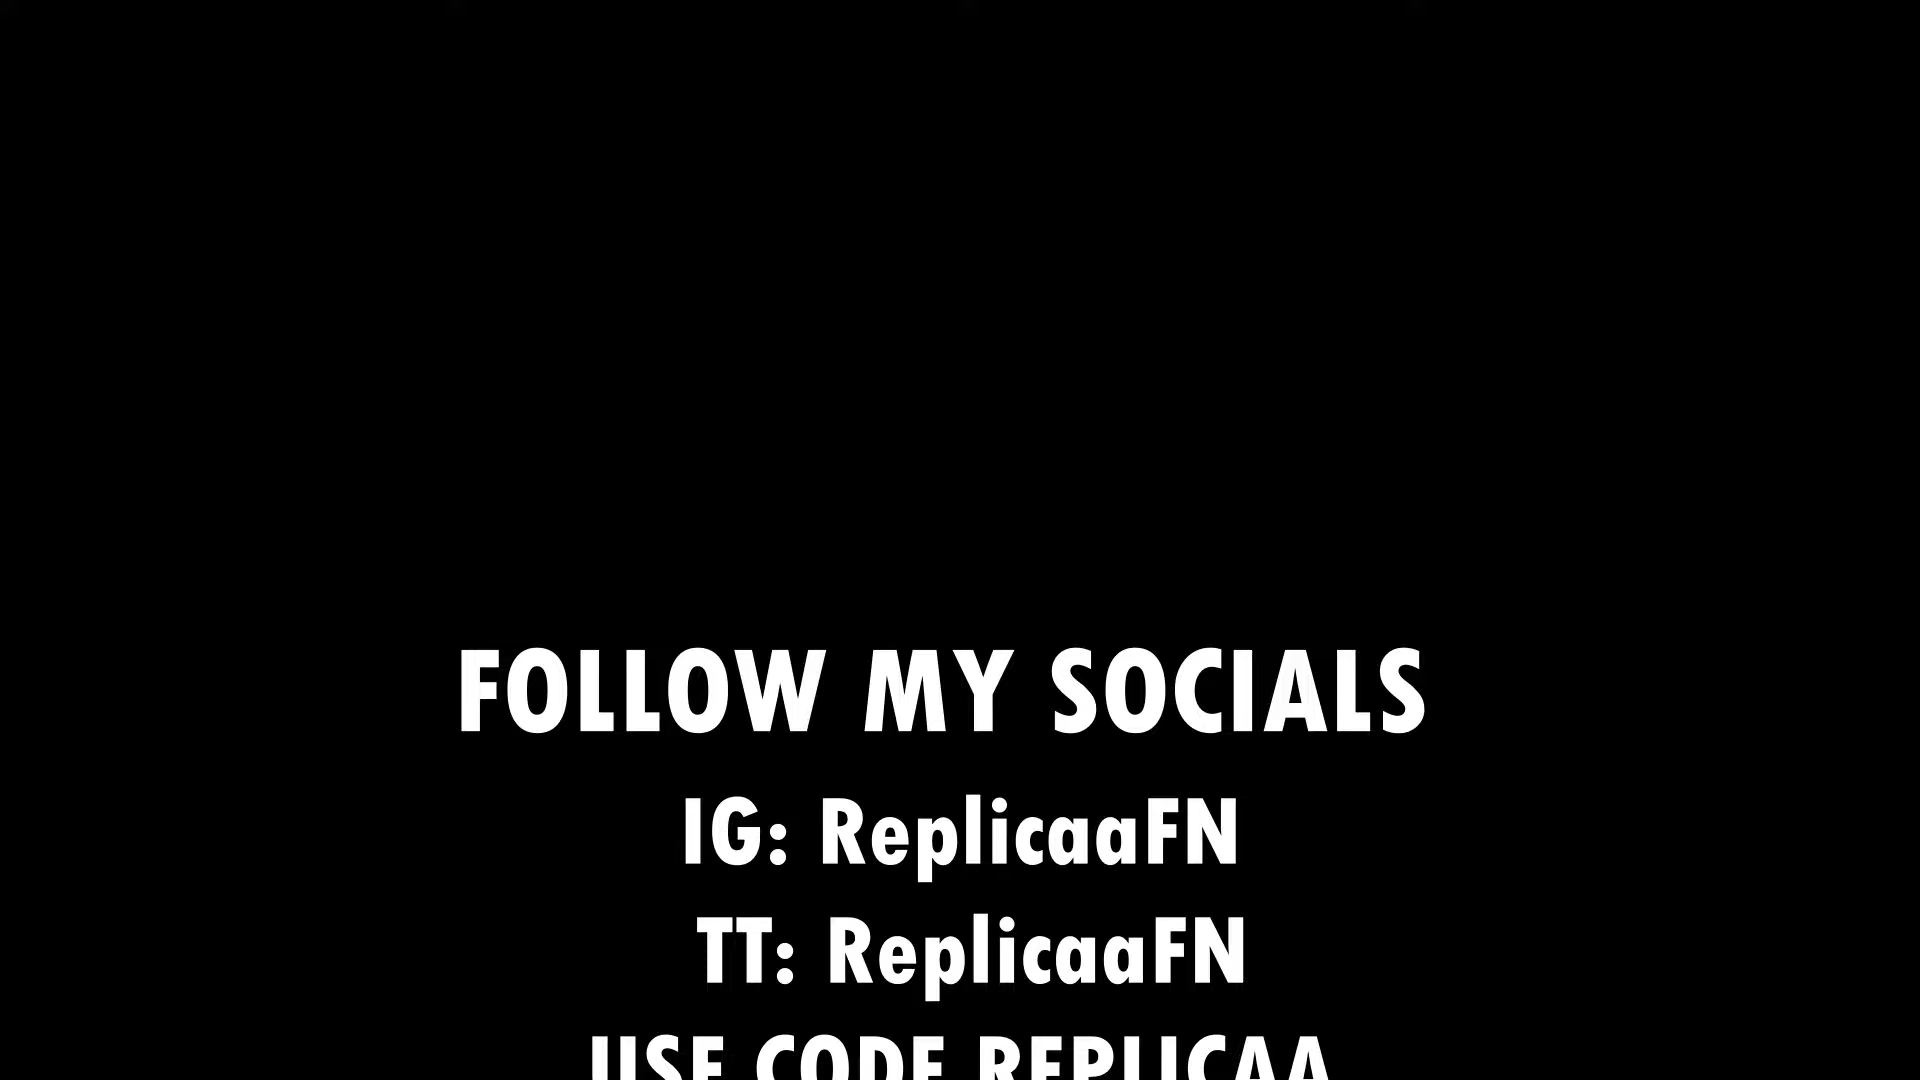 FOLLOW MY SOCIALS
IG: ReplicaaFN
TT: ReplicaaFN
USE CODE REPLICAA